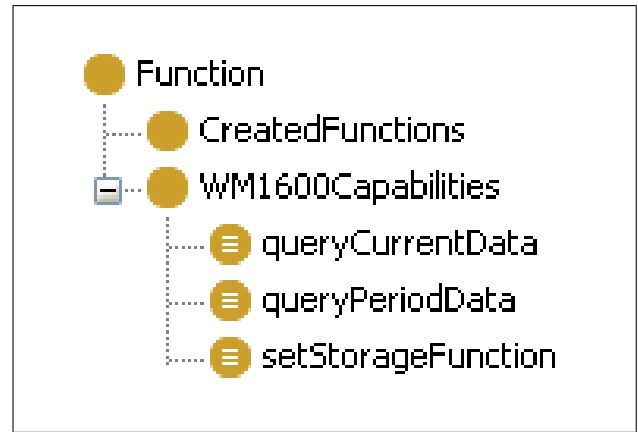 Function
CreatedFunctions
WM1600Capabilities
queryCurrentData
queryPeriodData
setStorageFunction